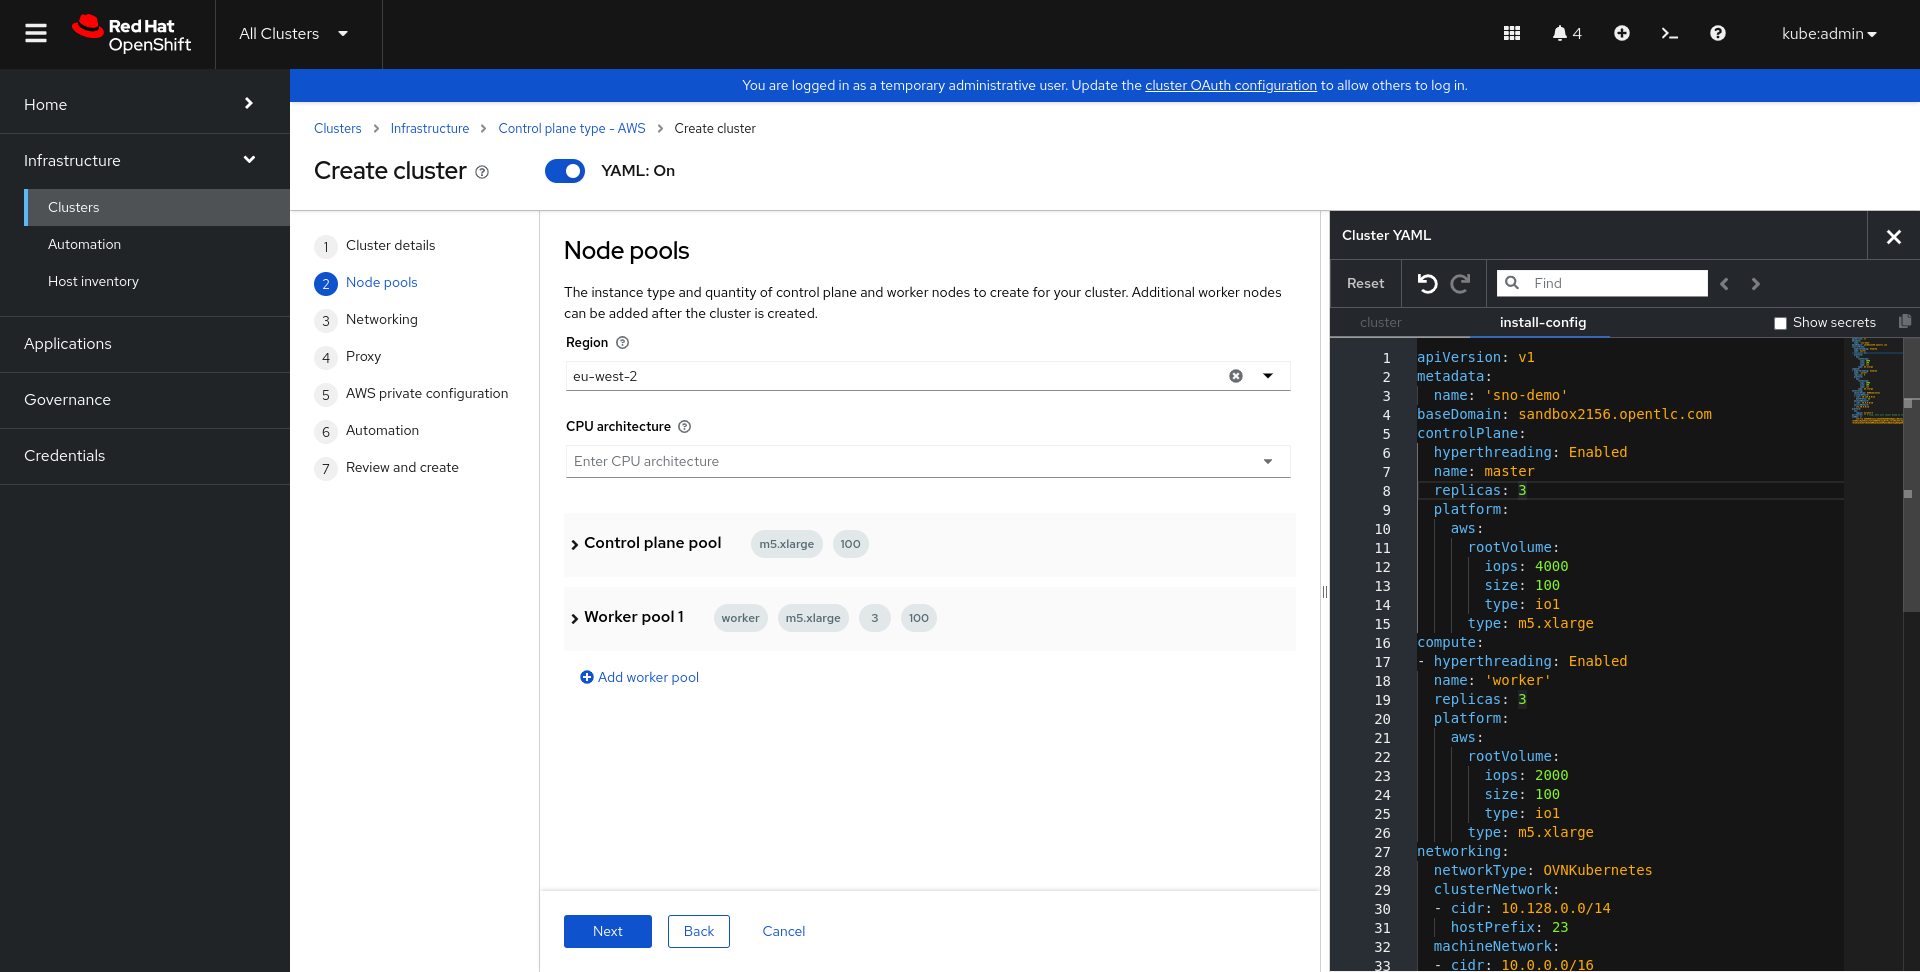 Red Hat
OpenShift
All Clusters
4
kube:admin
You are logged in as a temporary administrative user. Update the cluster OAuth configuration to allow others to log in.
Home
Infrastructure
Clusters
Automation
Host inventory
Applications
Governance
Credentials
Clusters > Infrastructure > Control plane type - AWS > Create cluster
Create cluster
YAML: On
1 Cluster details
2 Node pools
3 Networking
4 Proxy
5 AWS private configuration
6 Automation
7 Review and create
Node pools
The instance type and quantity of control plane and worker nodes to create for your cluster. Additional worker nodes
can be added after the cluster is created.
Region
eu-west-2
CPU architecture
Enter CPU architecture
Control plane pool m5.xlarge 100
Worker pool 1 worker m5.xlarge 3 100
Add worker pool
Next Back Cancel
Cluster YAML
Reset Find
cluster install-config Show secrets
1 apiVersion: v1
2 metadata:
3   name: 'sno-demo'
4 baseDomain: sandbox2156.opentlc.com
5 controlPlane:
6   hyperthreading: Enabled
7   name: master
8   replicas: 3
9   platform:
10     aws:
11       rootVolume:
12         iops: 4000
13         size: 100
14         type: io1
15       type: m5.xlarge
16 compute:
17 - hyperthreading: Enabled
18   name: 'worker'
19   replicas: 3
20   platform:
21     aws:
22       rootVolume:
23         iops: 2000
24         size: 100
25         type: io1
26       type: m5.xlarge
27 networking:
28   networkType: OVNKubernetes
29   clusterNetwork:
30   - cidr: 10.128.0.0/14
31     hostPrefix: 23
32   machineNetwork:
33   - cidr: 10.0.0.0/16